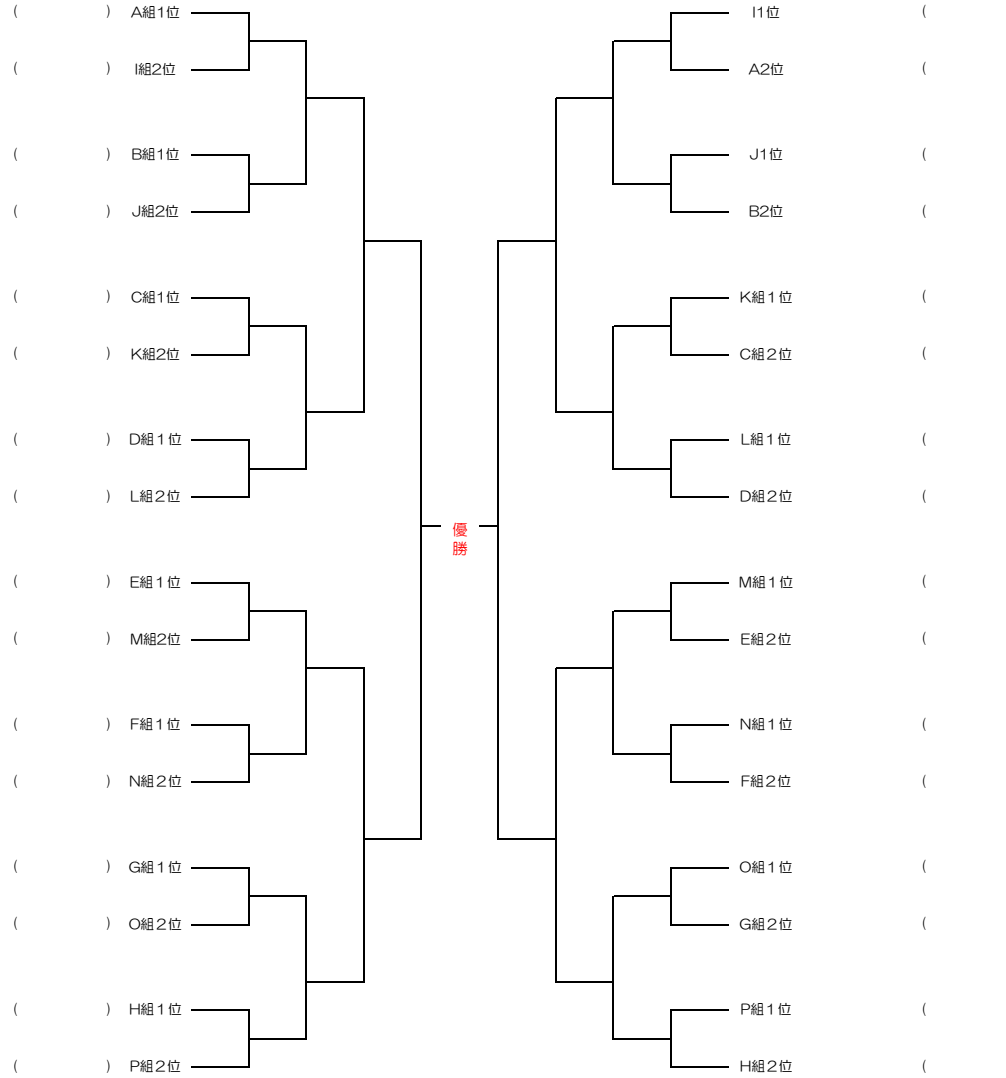 (　　　　) A組1位　I1位　(
(　　　　) I組2位　A2位　(
(　　　　) B組1位　J1位　(
(　　　　) J組2位　B2位　(
(　　　　) C組1位　K組１位　(
(　　　　) K組2位　C組２位　(
(　　　　) D組１位　L組１位　(
(　　　　) L組２位　D組２位　(
優
勝
(　　　　) E組１位　M組１位　(
(　　　　) M組2位　E組２位　(
(　　　　) F組１位　N組１位　(
(　　　　) N組２位　F組２位　(
(　　　　) G組１位　O組１位　(
(　　　　) O組２位　G組２位　(
(　　　　) H組１位　P組１位　(
(　　　　) P組２位　H組２位　(